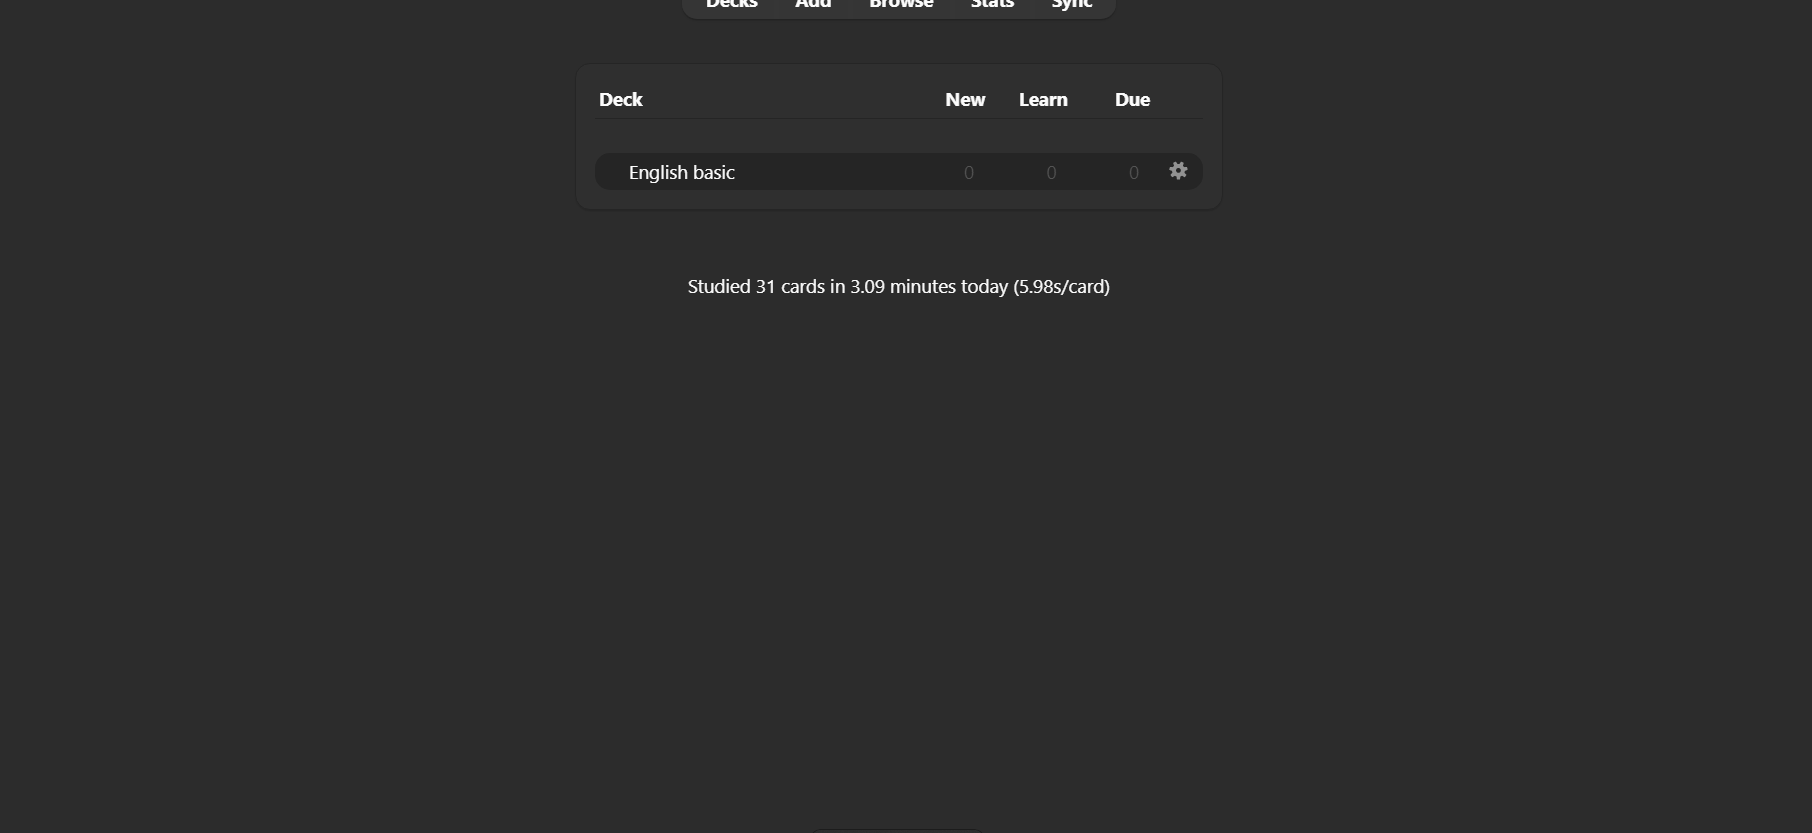 Decks Add Browse Stats Sync
Deck New Learn Due
English basic 0 0 0
Studied 31 cards in 3.09 minutes today (5.98s/card)